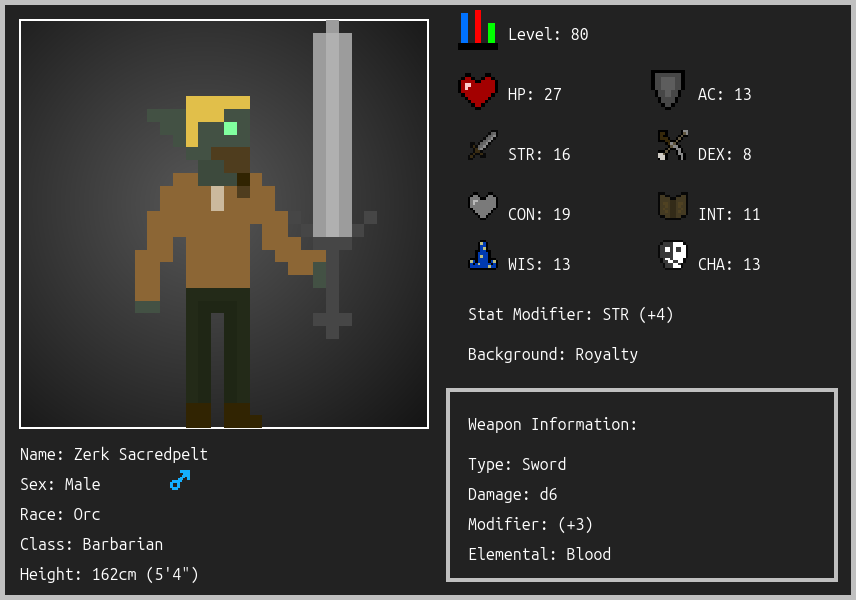 Level: 80
HP: 27
AC: 13
STR: 16
DEX: 8
CON: 19
INT: 11
WIS: 13
CHA: 13
Stat Modifier: STR (+4)
Background: Royalty
Weapon Information:
Type: Sword
Damage: d6
Modifier: (+3)
Elemental: Blood
Name: Zerk Sacredpelt
Sex: Male
Race: Orc
Class: Barbarian
Height: 162cm (5'4")